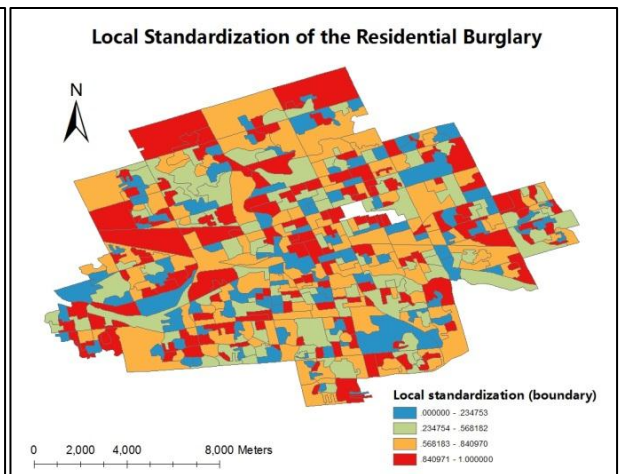 Local Standardization of the Residential Burglary
N
Local standardization (boundary)
.000000 - .234753
.234754 - .568182
.568183 - .840970
.840971 - 1.000000
0 2,000 4,000 8,000 Meters